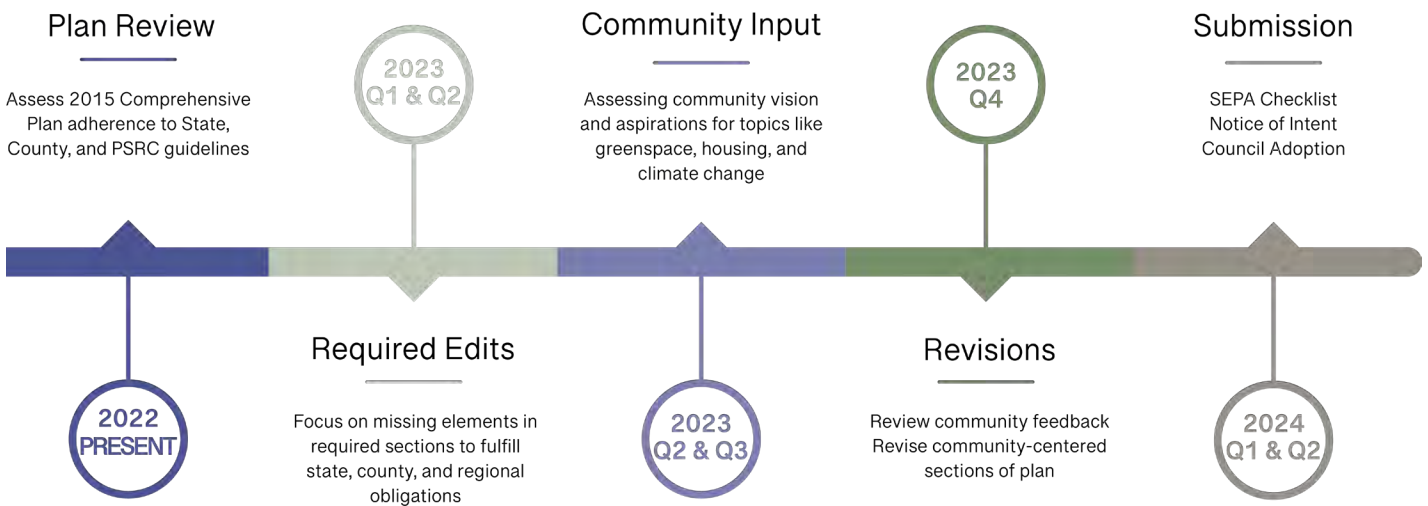 Plan Review
Assess 2015 Comprehensive
Plan adherence to State,
County, and PSRC guidelines
2022
PRESENT
2023
Q1 & Q2
Required Edits
Focus on missing elements in
required sections to fulfill
state, county, and regional
obligations
Community Input
Assessing community vision
and aspirations for topics like
greenspace, housing, and
climate change
2023
Q2 & Q3
2023
Q4
Revisions
Review community feedback
Revise community-centered
sections of plan
Submission
SEPA Checklist
Notice of Intent
Council Adoption
2024
Q1 & Q2